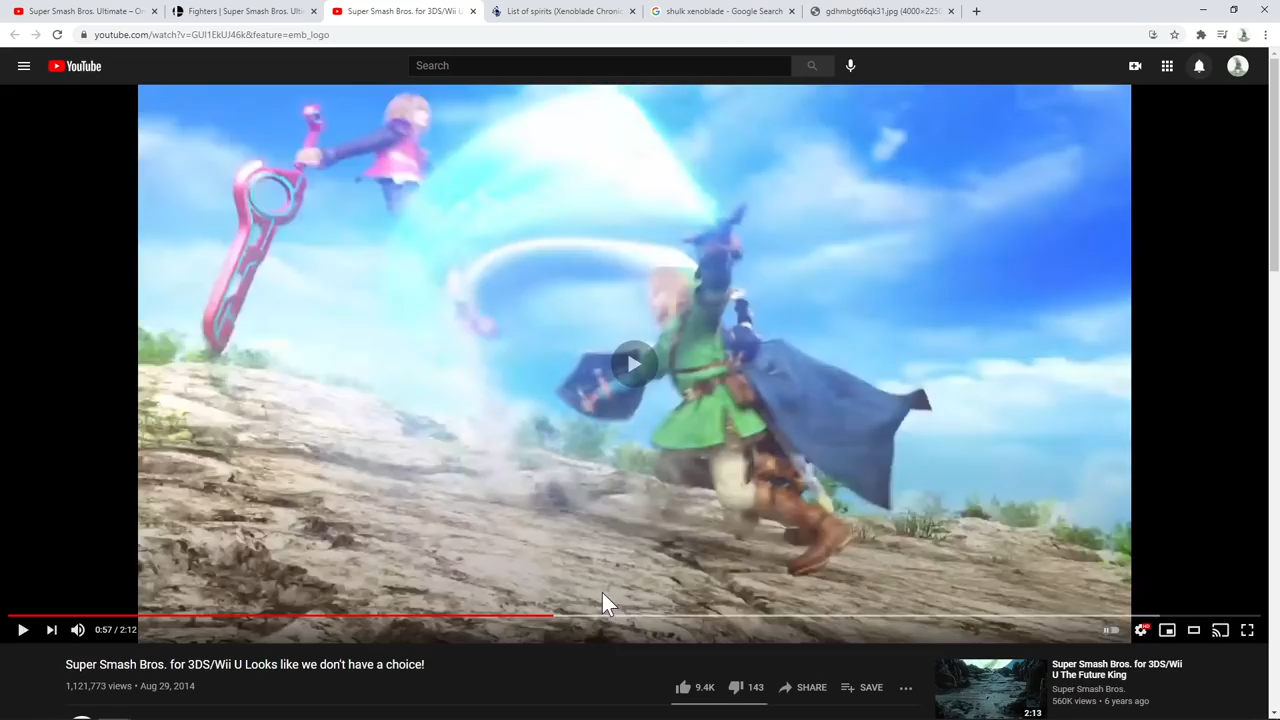 Super Smash Bros. Ultimate – Or
Fighters | Super Smash Bros. Ulti
Super Smash Bros. for 3DS/Wii U
List of spirits (Xenoblade Chronic
shulk xenoblade - Google Search
gdhmbgt66qk31.jpg (4000×2250
youtube.com/watch?v=GUl1EkUJ46k&feature=emb_logo
YouTube
Search
0:57 / 2:12
HD
Super Smash Bros. for 3DS/Wii U Looks like we don't have a choice!
1,121,773 views • Aug 29, 2014
9.4K
143
SHARE
SAVE
Super Smash Bros. for 3DS/Wii
U The Future King
Super Smash Bros.
560K views • 6 years ago
2:13